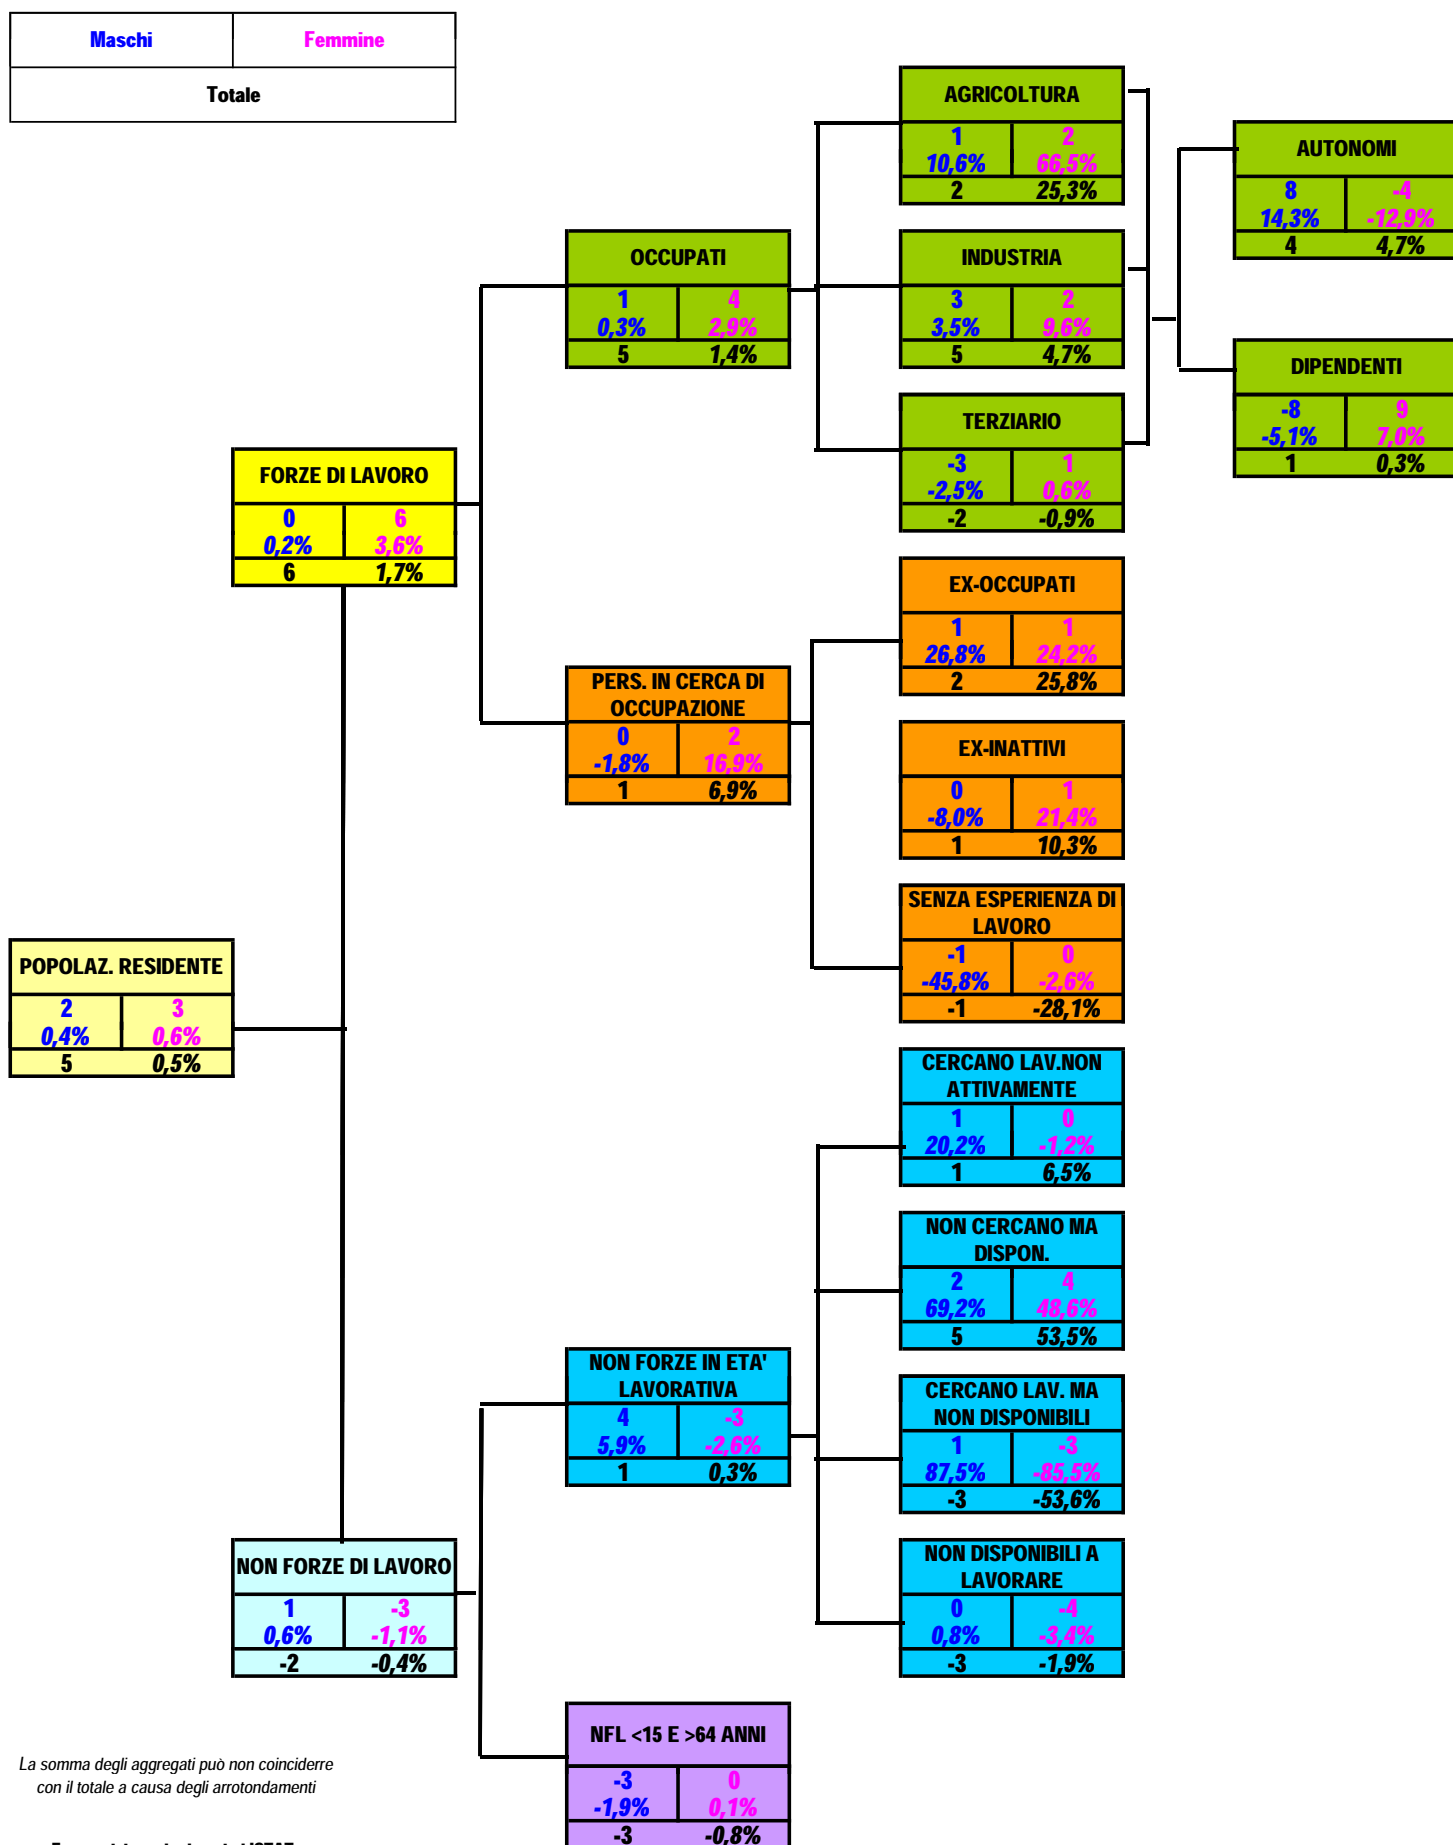 Maschi Femmine
Totale
AGRICOLTURA
1 2
10,6% 66,5%
2 25,3%
AUTONOMI
8 -4
14,3% -12,9%
4 4,7%
OCCUPATI
1 4
0,3% 2,9%
5 1,4%
INDUSTRIA
3 2
3,5% 9,6%
5 4,7%
DIPENDENTI
-8 9
-5,1% 7,0%
1 0,3%
TERZIARIO
-3 1
-2,5% 0,6%
-2 -0,9%
FORZE DI LAVORO
0 6
0,2% 3,6%
6 1,7%
EX-OCCUPATI
1 1
26,8% 24,2%
2 25,8%
PERS. IN CERCA DI
OCCUPAZIONE
0 2
-1,8% 16,9%
1 6,9%
EX-INATTIVI
0 1
-8,0% 21,4%
1 10,3%
SENZA ESPERIENZA DI
LAVORO
-1 0
-45,8% -2,6%
-1 -28,1%
POPOLAZ. RESIDENTE
2 3
0,4% 0,6%
5 0,5%
CERCANO LAV.NON
ATTIVAMENTE
1 0
20,2% -1,2%
1 6,5%
NON CERCANO MA
DISPON.
2 4
69,2% 48,6%
5 53,5%
NON FORZE IN ETA'
LAVORATIVA
4 -3
5,9% -2,6%
1 0,3%
CERCANO LAV. MA
NON DISPONIBILI
1 -3
87,5% -85,5%
-3 -53,6%
NON DISPONIBILI A
LAVORARE
0 -4
0,8% -3,4%
-3 -1,9%
NON FORZE DI LAVORO
1 -3
0,6% -1,1%
-2 -0,4%
NFL <15 E >64 ANNI
-3 0
-1,9% 0,1%
-3 -0,8%
La somma degli aggregati può non coinciderre
con il totale a causa degli arrotondamenti